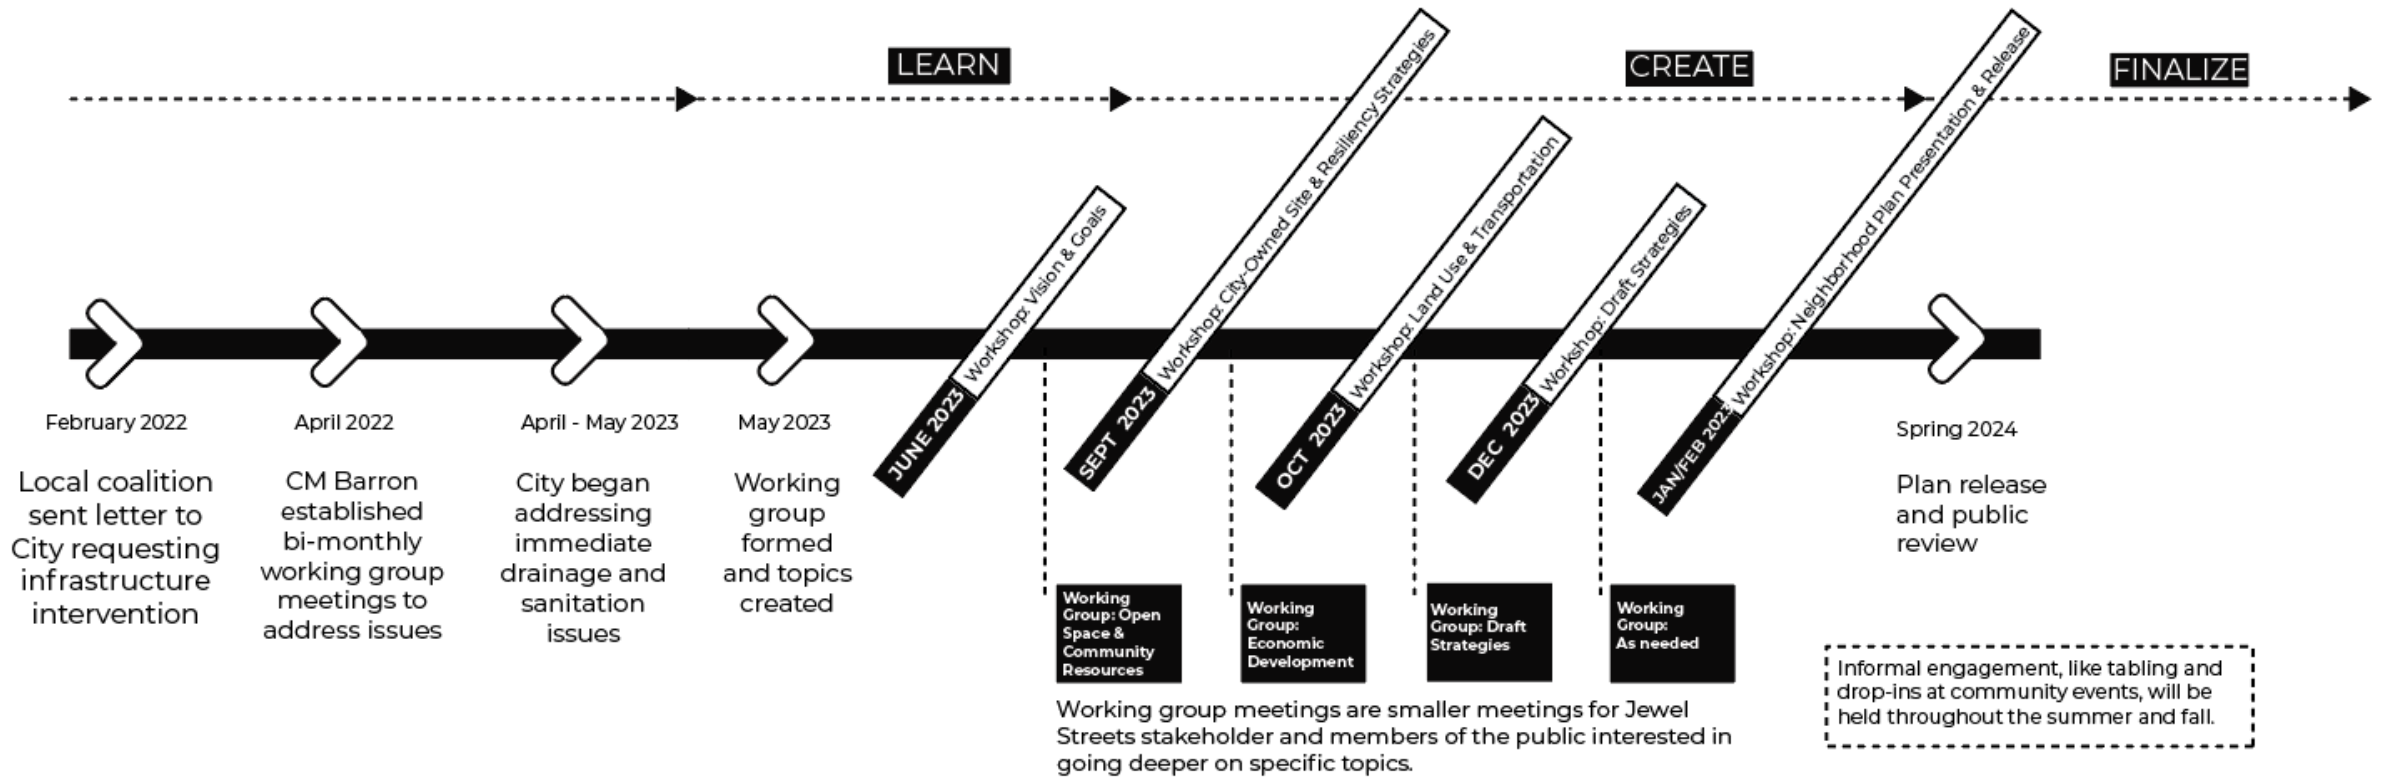 LEARN
CREATE
FINALIZE
Workshop: Vision & Goals
Workshop: City-Owned Site & Resiliency Strategies
Workshop: Land Use & Transportation
Workshop: Draft Strategies
Workshop: Neighborhood Plan Presentation & Release
JUNE 2023
SEPT 2023
OCT 2023
DEC 2023
JAN/FEB 2023
February 2022
Local coalition
sent letter to
City requesting
infrastructure
intervention
April 2022
CM Barron
established
bi-monthly
working group
meetings to
address issues
April - May 2023
City began
addressing
immediate
drainage and
sanitation
issues
May 2023
Working
group
formed
and topics
created
Spring 2024
Plan release
and public
review
Working
Group: Open
Space &
Community
Resources
Working
Group:
Economic
Development
Working
Group: Draft
Strategies
Working
Group:
As needed
Working group meetings are smaller meetings for Jewel
Streets stakeholder and members of the public interested in
going deeper on specific topics.
Informal engagement, like tabling and
drop-ins at community events, will be
held throughout the summer and fall.